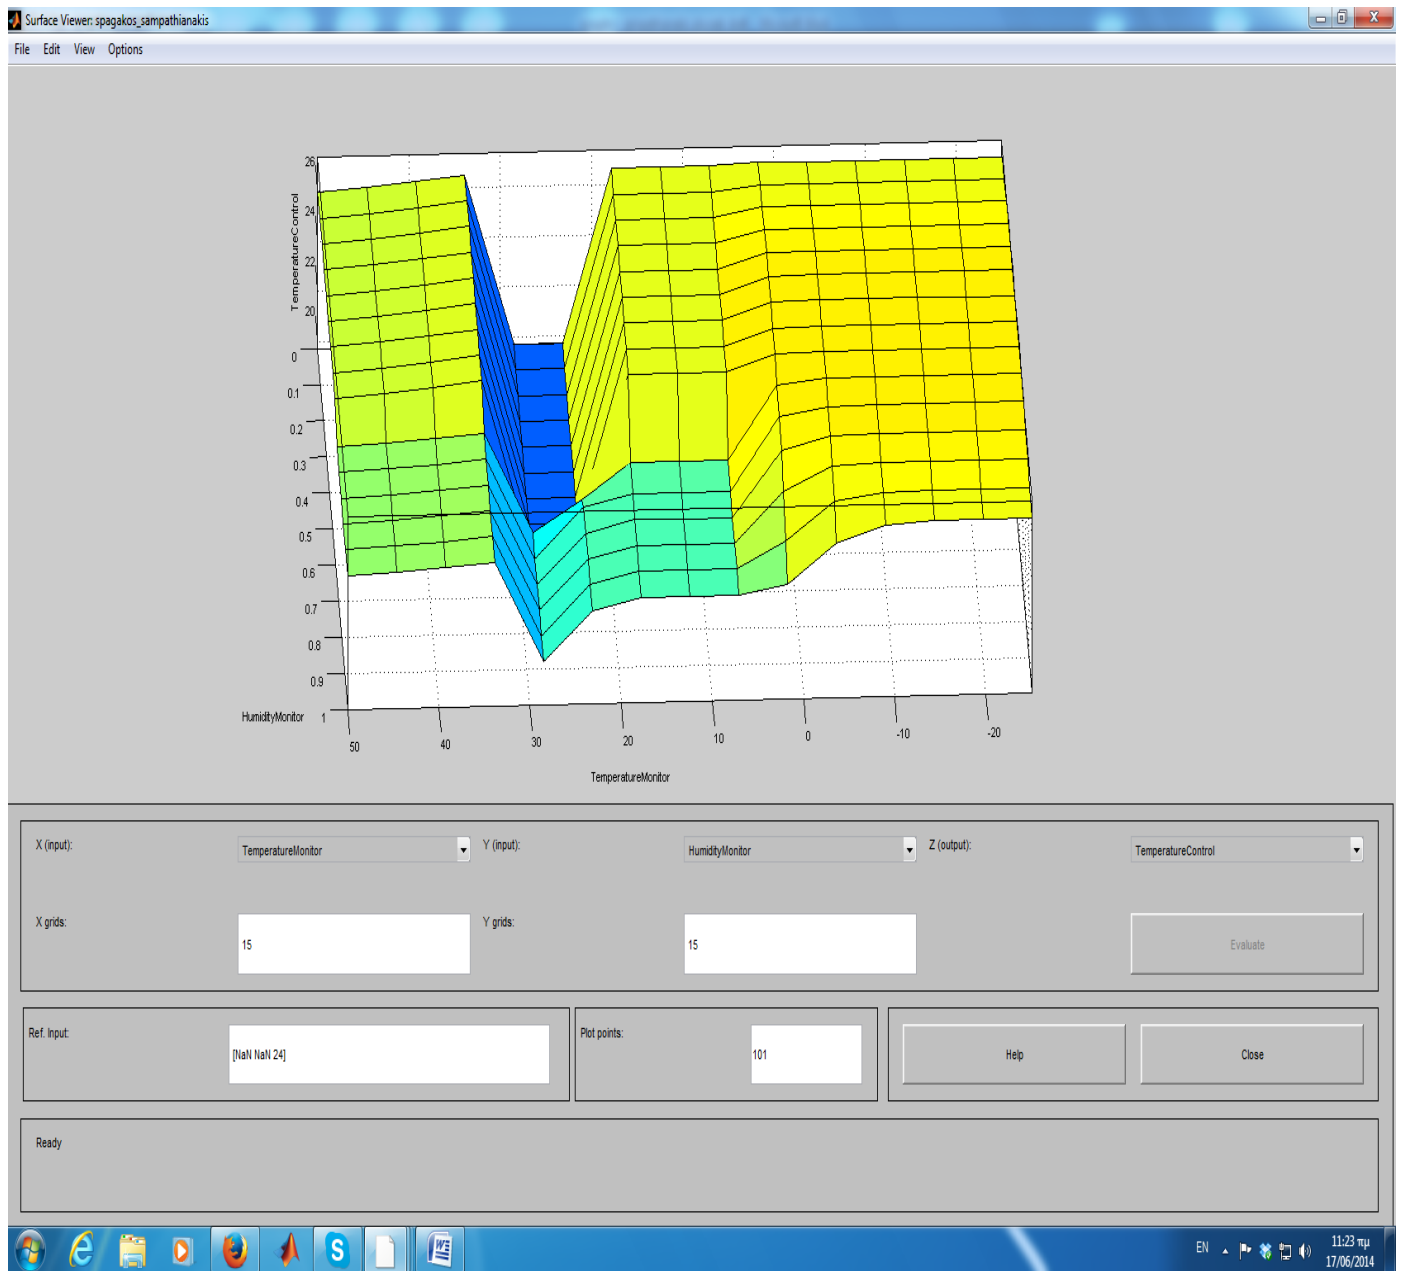 Surface Viewer: spagakos_sampathianakis
File Edit View Options
26
24
22
20
TemperatureControl
0
0.1
0.2
0.3
0.4
0.5
0.6
0.7
0.8
0.9
1
HumidityMonitor
50 40 30 20 10 0 -10 -20
TemperatureMonitor
X (input): TemperatureMonitor Y (input): HumidityMonitor Z (output): TemperatureControl
X grids: 15 Y grids: 15 Evaluate
Ref. Input: [NaN NaN 24] Plot points: 101 Help Close
Ready
EN 11:23 πμ
17/06/2014